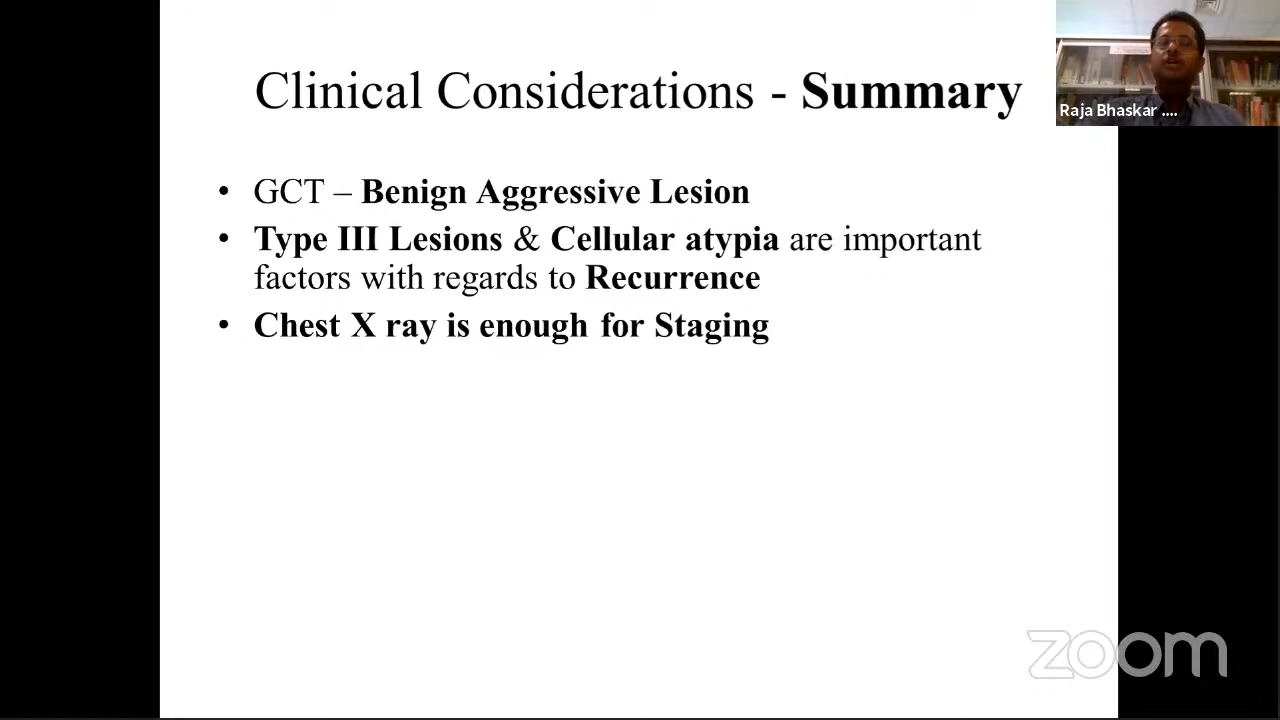 Clinical Considerations - Summary
Raja Bhaskar ....
• GCT – Benign Aggressive Lesion
• Type III Lesions & Cellular atypia are important
factors with regards to Recurrence
• Chest X ray is enough for Staging
zoom